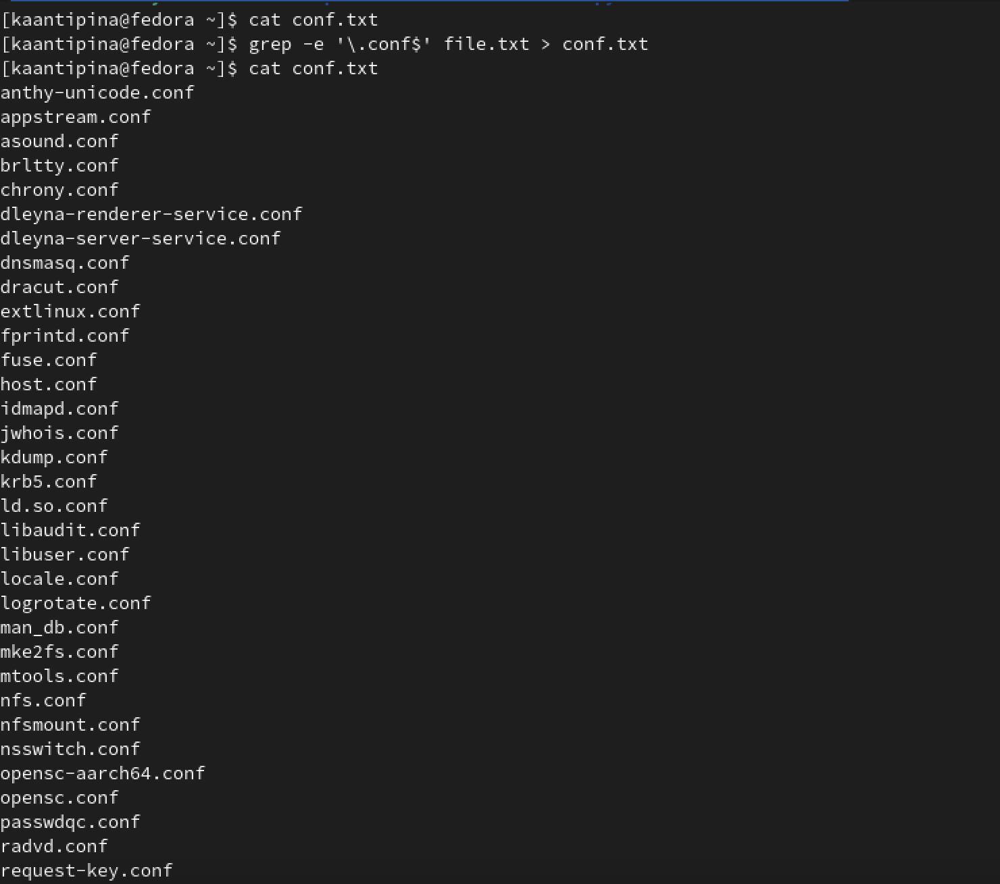 [kaantipina@fedora ~]$ cat conf.txt
[kaantipina@fedora ~]$ grep -e '\.conf$' file.txt > conf.txt
[kaantipina@fedora ~]$ cat conf.txt
anthy-unicode.conf
appstream.conf
asound.conf
brltty.conf
chrony.conf
dleyna-renderer-service.conf
dleyna-server-service.conf
dnsmasq.conf
dracut.conf
extlinux.conf
fprintd.conf
fuse.conf
host.conf
idmapd.conf
jwhois.conf
kdump.conf
krb5.conf
ld.so.conf
libaudit.conf
libuser.conf
locale.conf
logrotate.conf
man_db.conf
mke2fs.conf
mtools.conf
nfs.conf
nfsmount.conf
nsswitch.conf
opensc-aarch64.conf
opensc.conf
passwdqc.conf
radvd.conf
request-key.conf